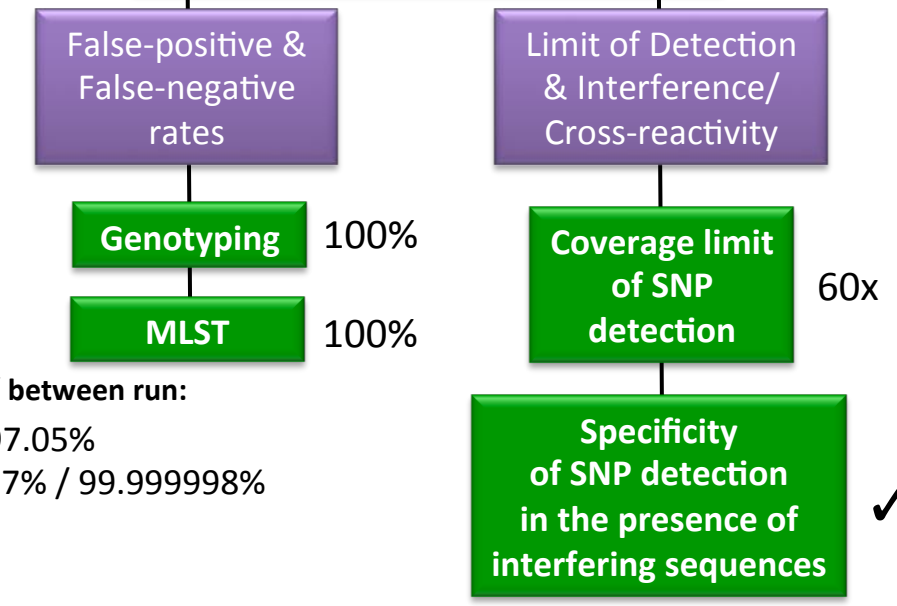 False-positive &
False-negative
rates
Genotyping
100%
MLST
100%
between run:
7.05%
7% / 99.999998%
Limit of Detection
& Interference/
Cross-reactivity
Coverage limit
of SNP
detection
60x
Specificity
of SNP detection
in the presence of
interfering sequences
✓